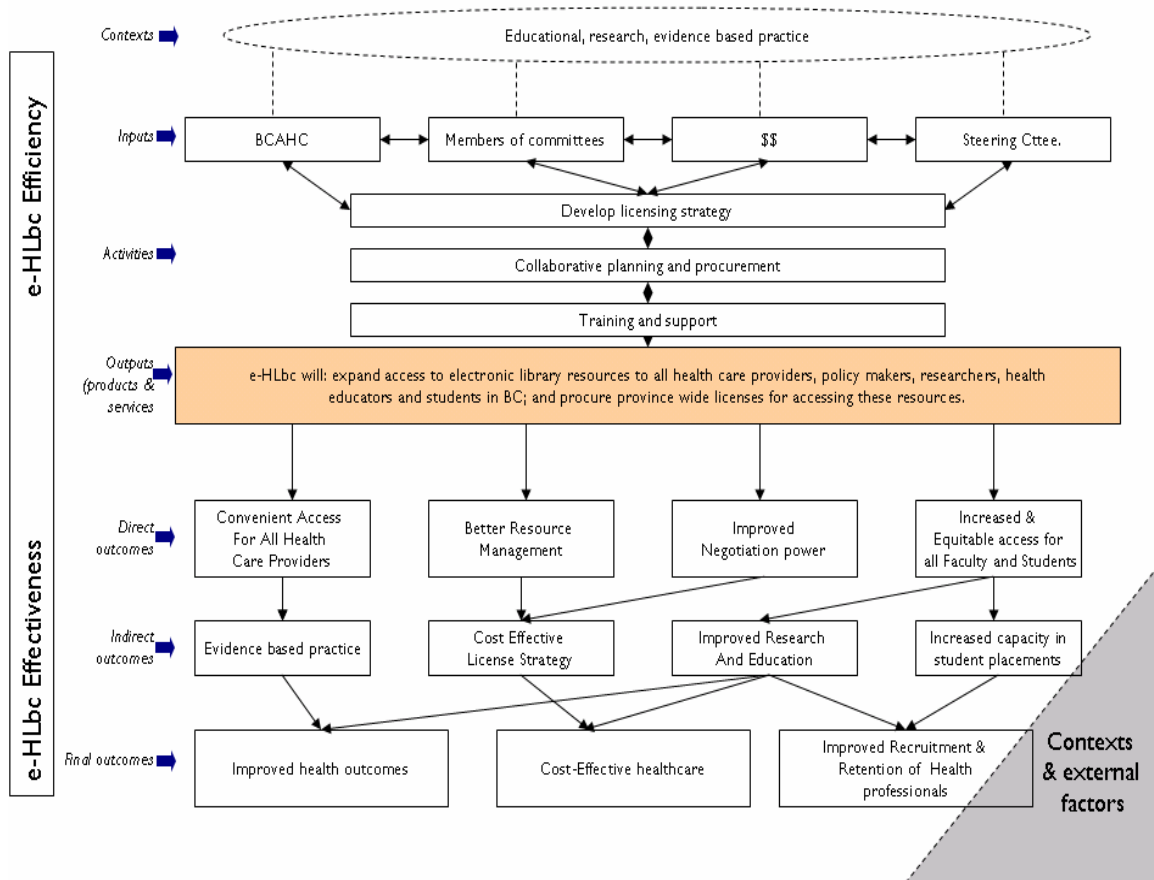 Contexts
Educational, research, evidence based practice
e-HLbc Efficiency
Inputs
BCAHC
Members of committees
$$
Steering Cttee.
Develop licensing strategy
Activities
Collaborative planning and procurement
Training and support
Outputs
(products &
services
e-HLbc will: expand access to electronic library resources to all health care providers, policy makers, researchers, health
educators and students in BC; and procure province wide licenses for accessing these resources.
e-HLbc Effectiveness
Direct
outcomes
Convenient Access
For All Health
Care Providers
Better Resource
Management
Improved
Negotiation power
Increased &
Equitable access for
all Faculty and Students
Indirect
outcomes
Evidence based practice
Cost Effective
License Strategy
Improved Research
And Education
Increased capacity in
student placements
Final outcomes
Improved health outcomes
Cost-Effective healthcare
Improved Recruitment &
Retention of Health
professionals
Contexts
& external
factors